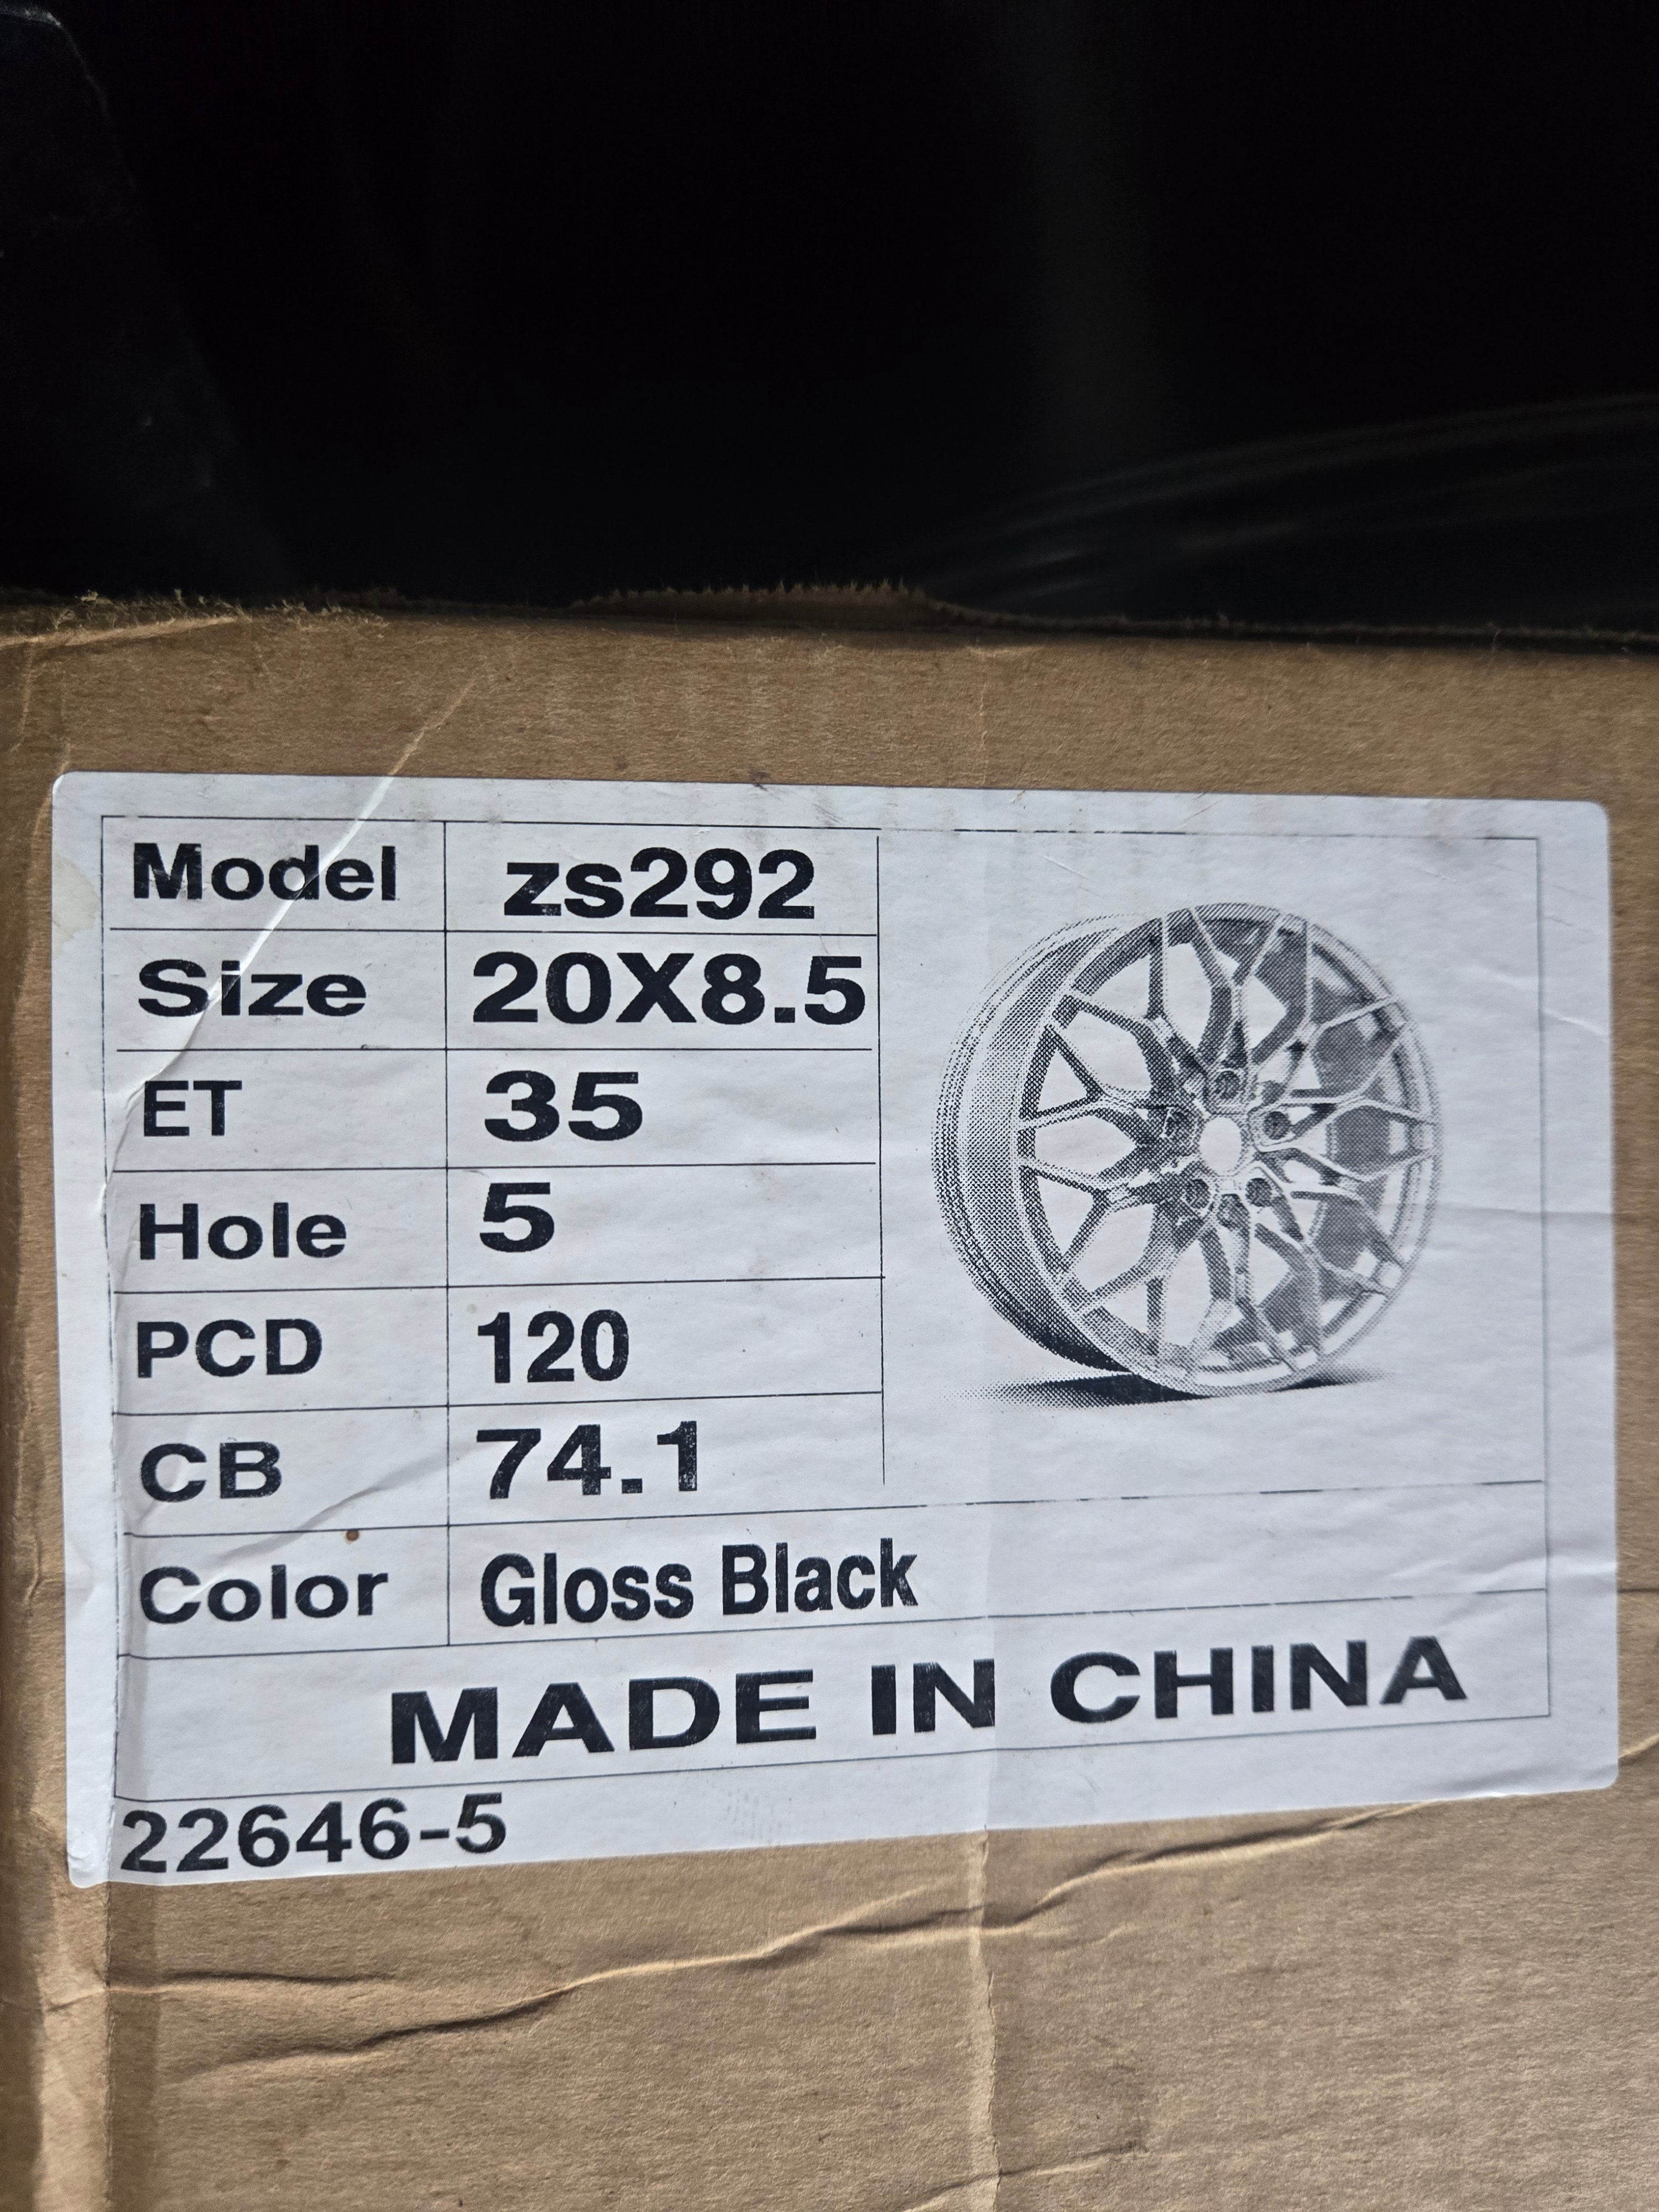 Model zs292
Size 20X8.5
ET 35
Hole 5
PCD 120
CB 74.1
Color Gloss Black
MADE IN CHINA
22646-5